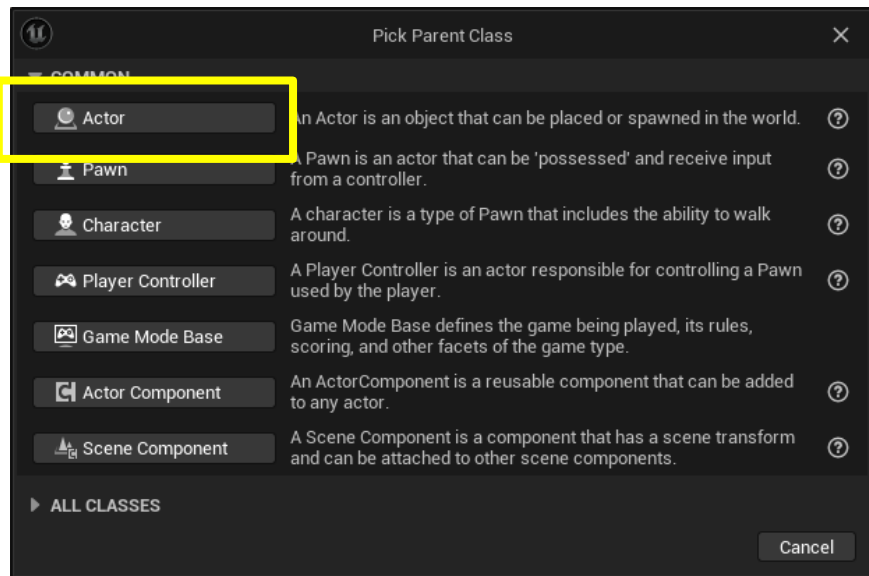 Pick Parent Class
COMMON
Actor
An Actor is an object that can be placed or spawned in the world.
Pawn
A Pawn is an actor that can be 'possessed' and receive input
from a controller.
Character
A character is a type of Pawn that includes the ability to walk
around.
Player Controller
A Player Controller is an actor responsible for controlling a Pawn
used by the player.
Game Mode Base
Game Mode Base defines the game being played, its rules,
scoring, and other facets of the game type.
Actor Component
An ActorComponent is a reusable component that can be added
to any actor.
Scene Component
A Scene Component is a component that has a scene transform
and can be attached to other scene components.
ALL CLASSES
Cancel